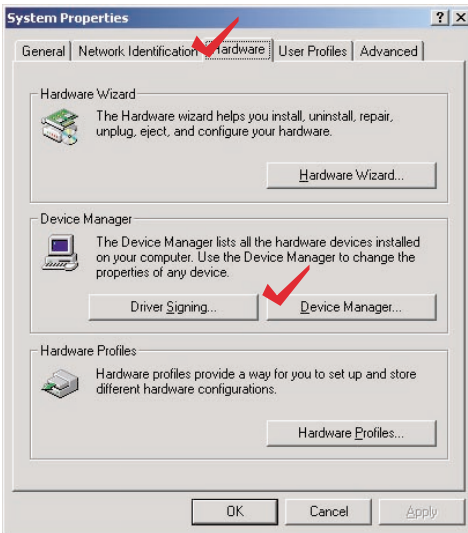 System Properties
?
General Network Identification Hardware User Profiles Advanced
Hardware Wizard
The Hardware wizard helps you install, uninstall, repair,
unplug, eject, and configure your hardware.
Hardware Wizard...
Device Manager
The Device Manager lists all the hardware devices installed
on your computer. Use the Device Manager to change the
properties of any device.
Driver Signing... Device Manager...
Hardware Profiles
Hardware profiles provide a way for you to set up and store
different hardware configurations.
Hardware Profiles...
OK Cancel Apply